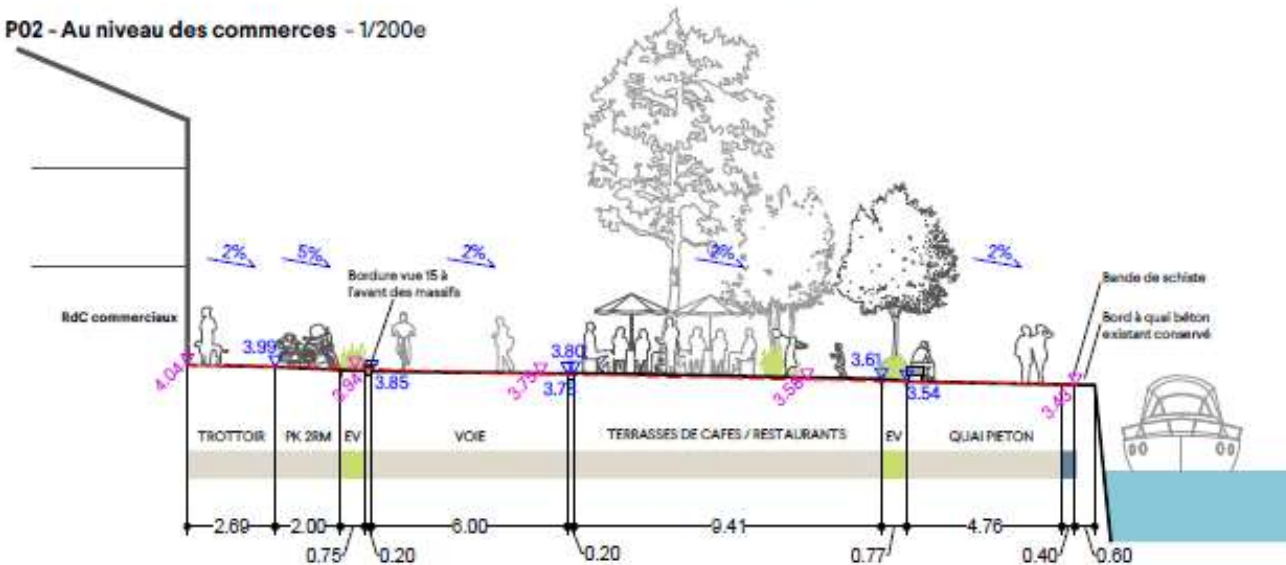 P02 - Au niveau des commerces - 1/200e
2%
5%
2%
2%
2%
Bordure vue 15 à
l'avant des massifs
Bande de schiste
Bord à quai béton
existant conservé
RdC commerciaux
4.04
3.99
3.94
3.85
3.75
3.80
3.58
3.61
3.54
3.43
TROTTOIR
PK 2RM
EV
VOIE
TERRASSES DE CAFES / RESTAURANTS
EV
QUAI PIETON
2.69
2.00
0.75
0.20
6.00
0.20
9.41
0.77
4.76
0.40
0.60